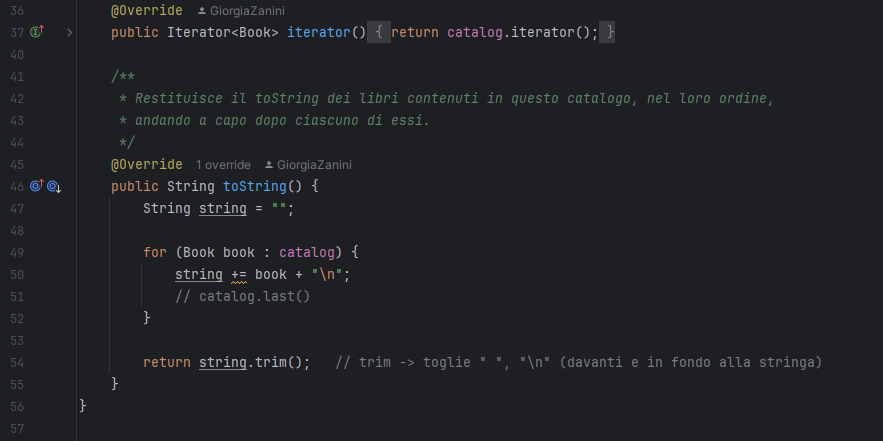 36 @Override GiorgiaZanini
37 public Iterator<Book> iterator() { return catalog.iterator(); }
40
41 /**
42 * Restituisce il toString dei libri contenuti in questo catalogo, nel loro ordine,
43 * andando a capo dopo ciascuno di essi.
44 */
45 @Override 1 override GiorgiaZanini
46 public String toString() {
47 String string = "";
48
49 for (Book book : catalog) {
50 string += book + "\n";
51 // catalog.last()
52 }
53
54 return string.trim(); // trim -> toglie " ", "\n" (davanti e in fondo alla stringa)
55 }
56 }
57